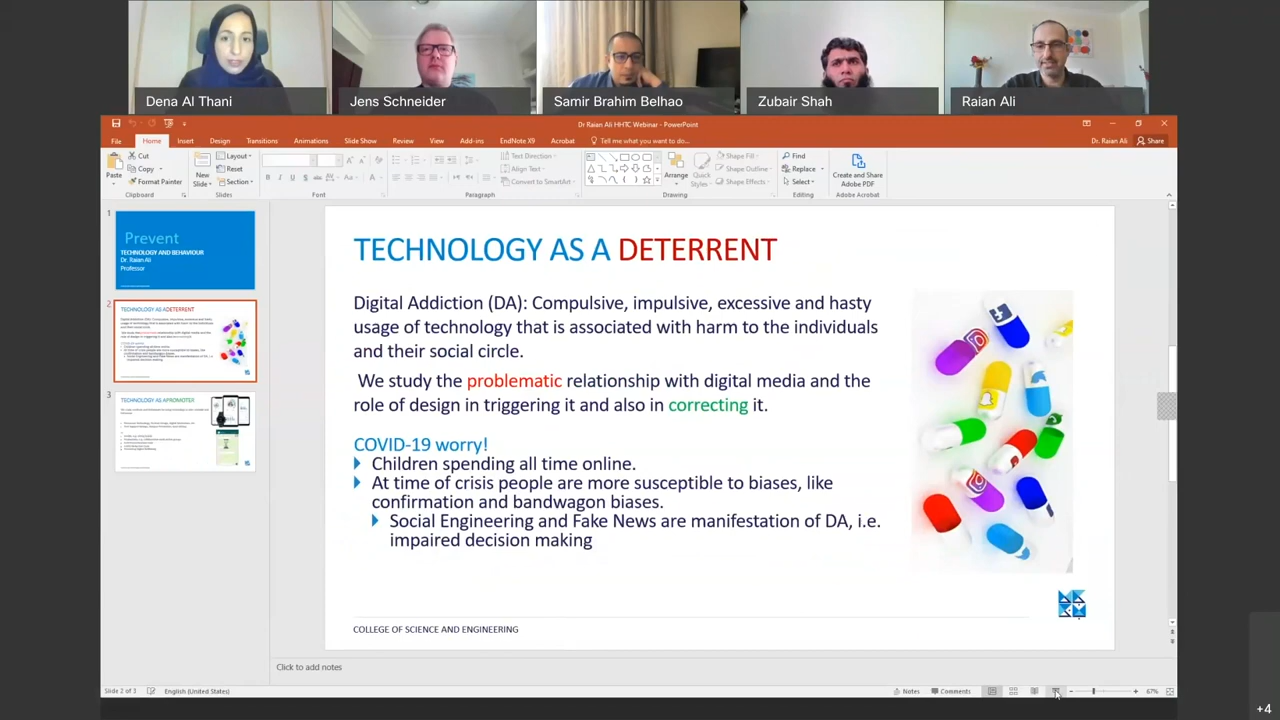 Dena Al Thani
Jens Schneider
Samir Brahim Belhao
Zubair Shah
Raian Ali
Dr Raian Ali HHTC Webinar - PowerPoint
File Home Insert Design Transitions Animations Slide Show Review View Add-ins EndNote X9 Acrobat Tell me what you want to do... Dr. Raian Ali Share
Paste
Cut
Copy
Format Painter
Clipboard
New
Slide
Layout
Reset
Section
Slides
Font
Text Direction
Align Text
Convert to SmartArt
Paragraph
Arrange
Quick
Styles
Shape Fill
Shape Outline
Shape Effects
Drawing
Find
Replace
Select
Editing
Create and Share
Adobe PDF
Adobe Acrobat
1
Prevent
TECHNOLOGY AND BEHAVIOUR
Dr. Raian Ali
Professor
2
TECHNOLOGY AS A DETERRENT
3
TECHNOLOGY AS A PROMOTER
TECHNOLOGY AS A DETERRENT
Digital Addiction (DA): Compulsive, impulsive, excessive and hasty
usage of technology that is associated with harm to the individuals
and their social circle.
We study the problematic relationship with digital media and the
role of design in triggering it and also in correcting it.
COVID-19 worry!
Children spending all time online.
At time of crisis people are more susceptible to biases, like
confirmation and bandwagon biases.
Social Engineering and Fake News are manifestation of DA, i.e.
impaired decision making
COLLEGE OF SCIENCE AND ENGINEERING
Click to add notes
Slide 2 of 3 English (United States) Notes Comments 67%
+4